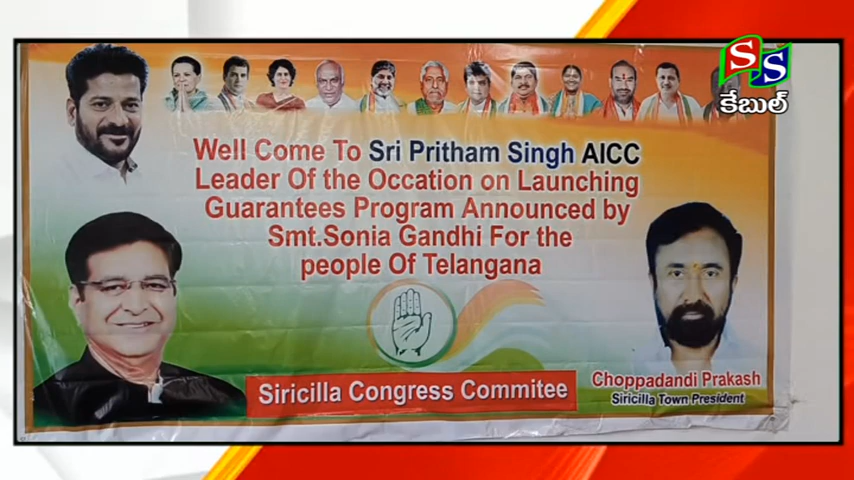 SS
కేబుల్
Well Come To Sri Pritham Singh AICC
Leader Of the Occation on Launching
Guarantees Program Announced by
Smt.Sonia Gandhi For the
people Of Telangana
Siricilla Congress Commitee
Choppadandi Prakash
Siricilla Town President